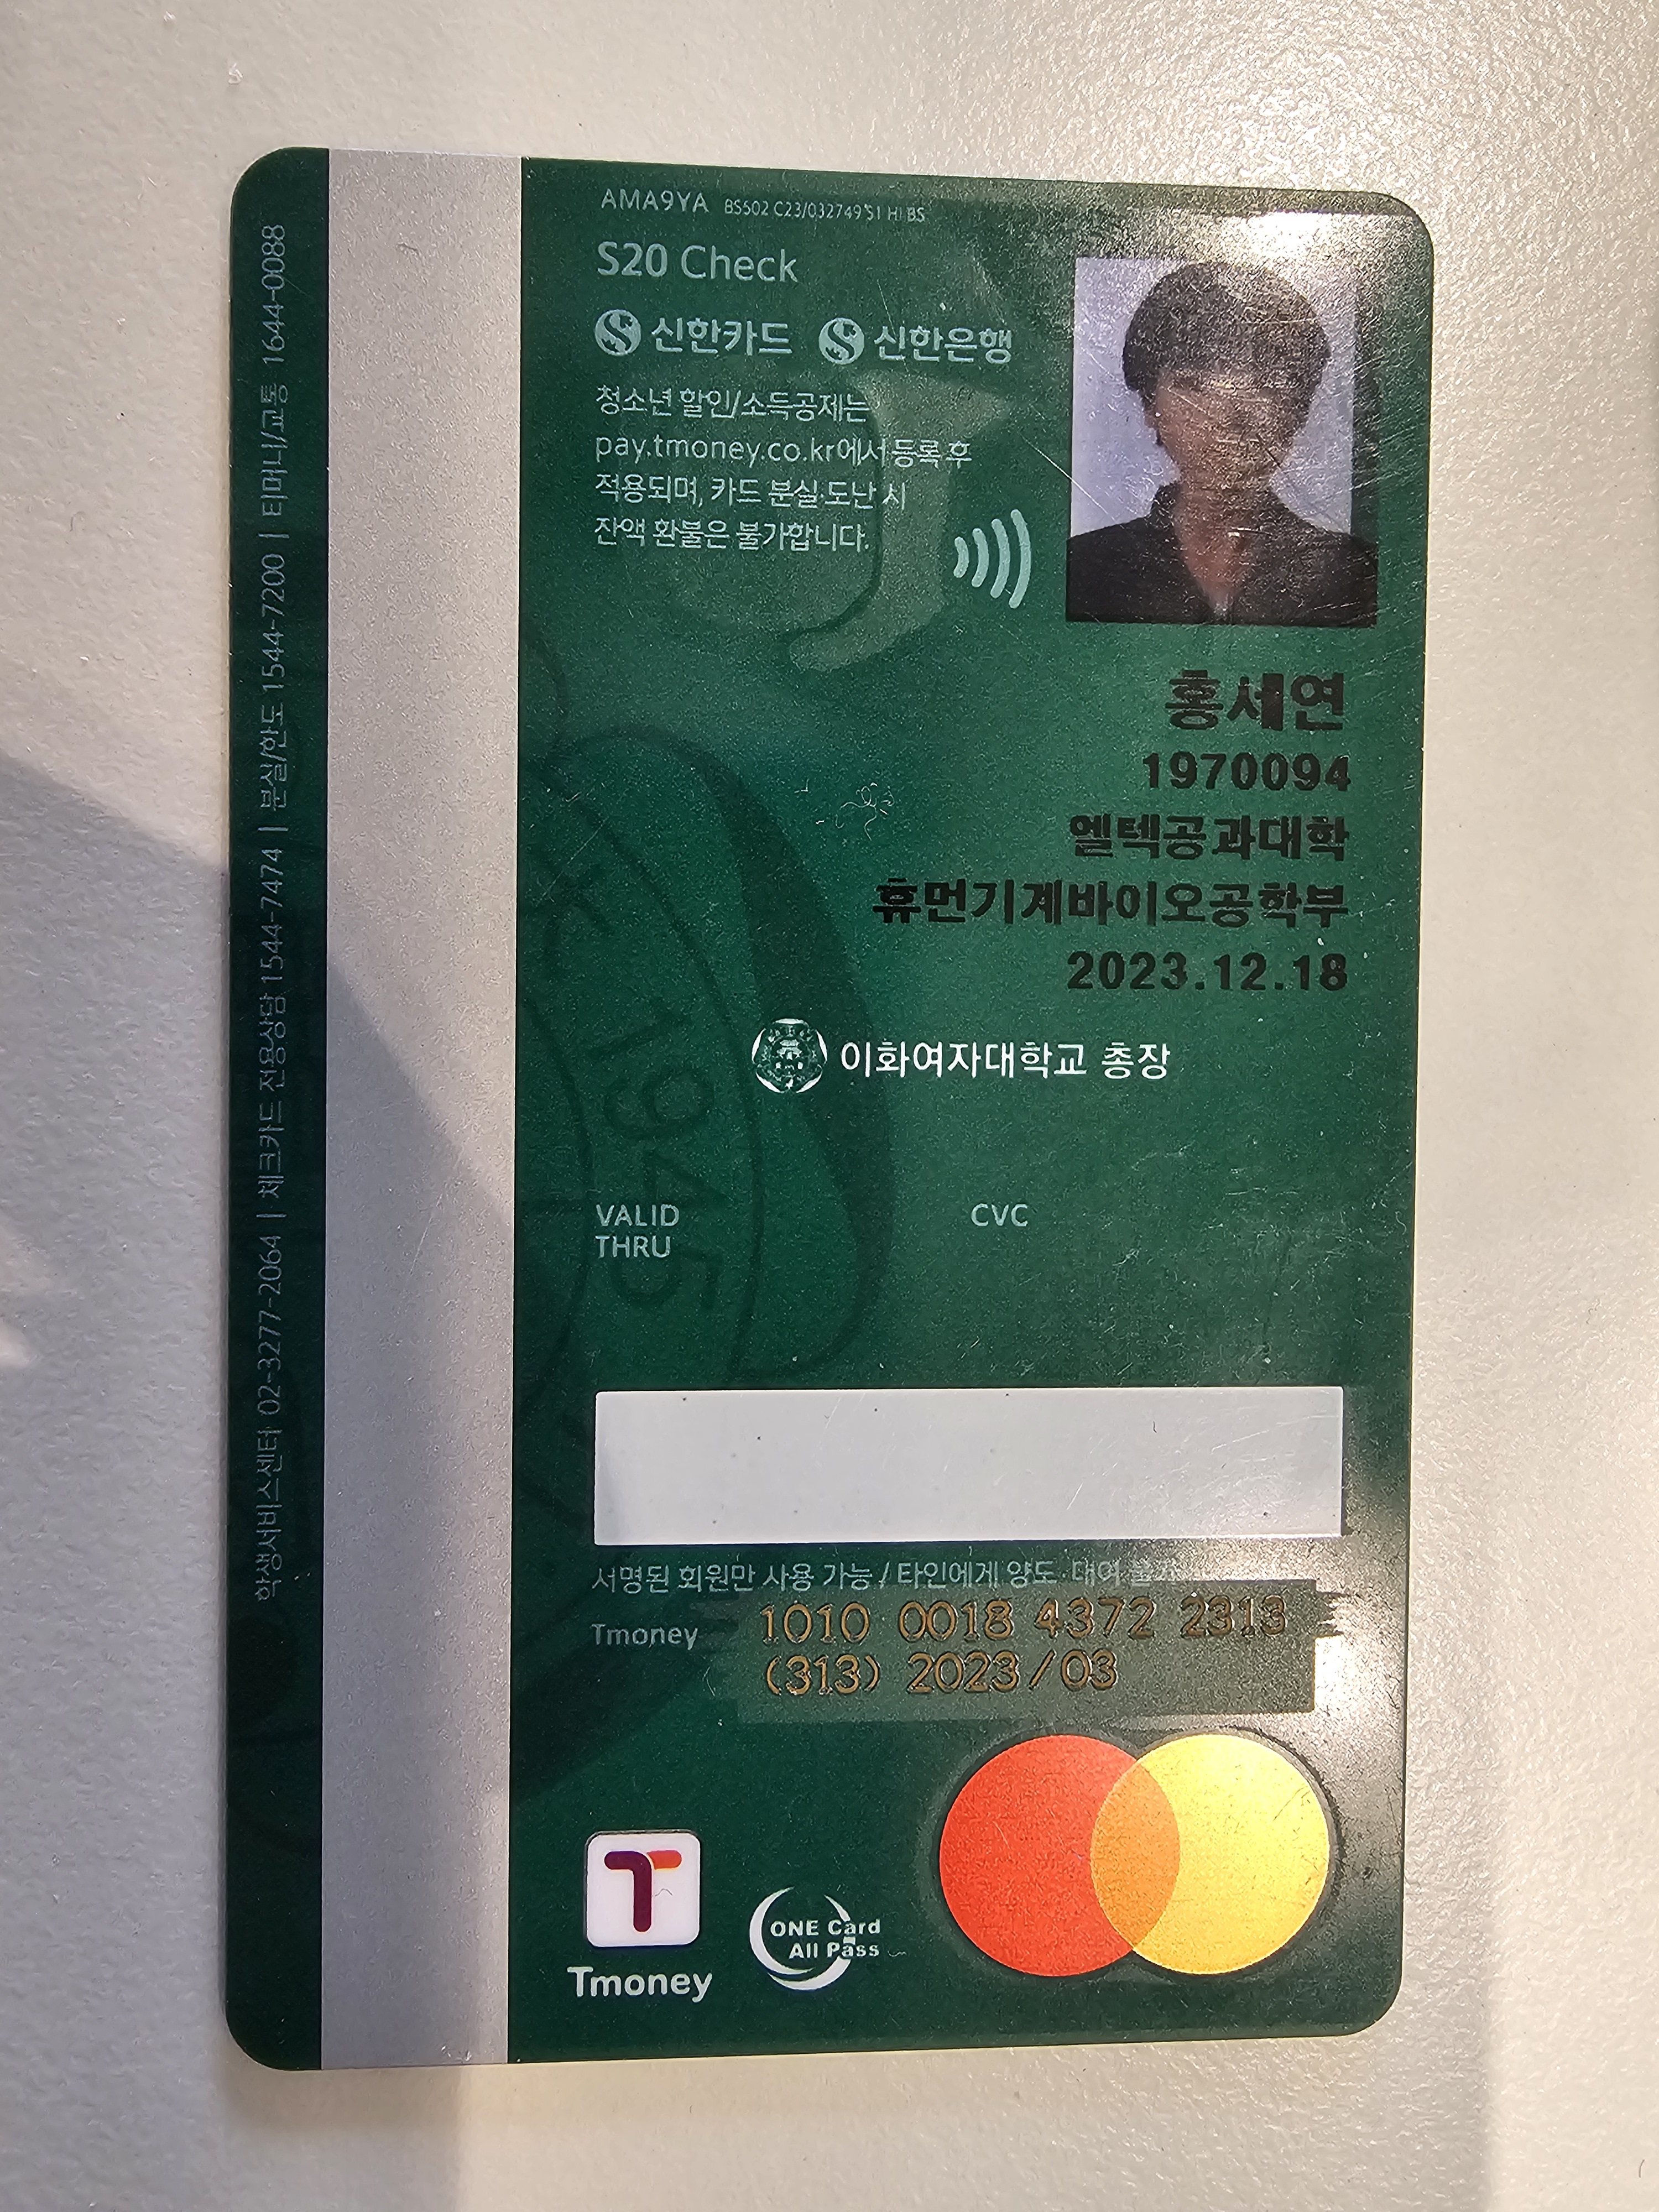 AMA9YA BS502 C23/032749
S20 Check
신한카드 신한은행
청소년 할인/소득공제는
pay.tmoney.co.kr에서 등록 후
적용되며, 카드 분실·도난 시
잔액 환불은 불가합니다.
홍세연
1970094
엘텍공과대학
휴먼기계바이오공학부
2023.12.18
이화여자대학교 총장
VALID
THRU
CVC
서명된 회원만 사용 가능 / 타인에게 양도·대여
Tmoney 1010 0018 4372 2313
(313) 2023/03
Tmoney
ONE Card
All Pass
학생서비스센터 02-3277-2064 | 체크카드 전용상담 1544-7474 | 분실/한도 1544-7200 | 티머니/교통 1644-0088
1945